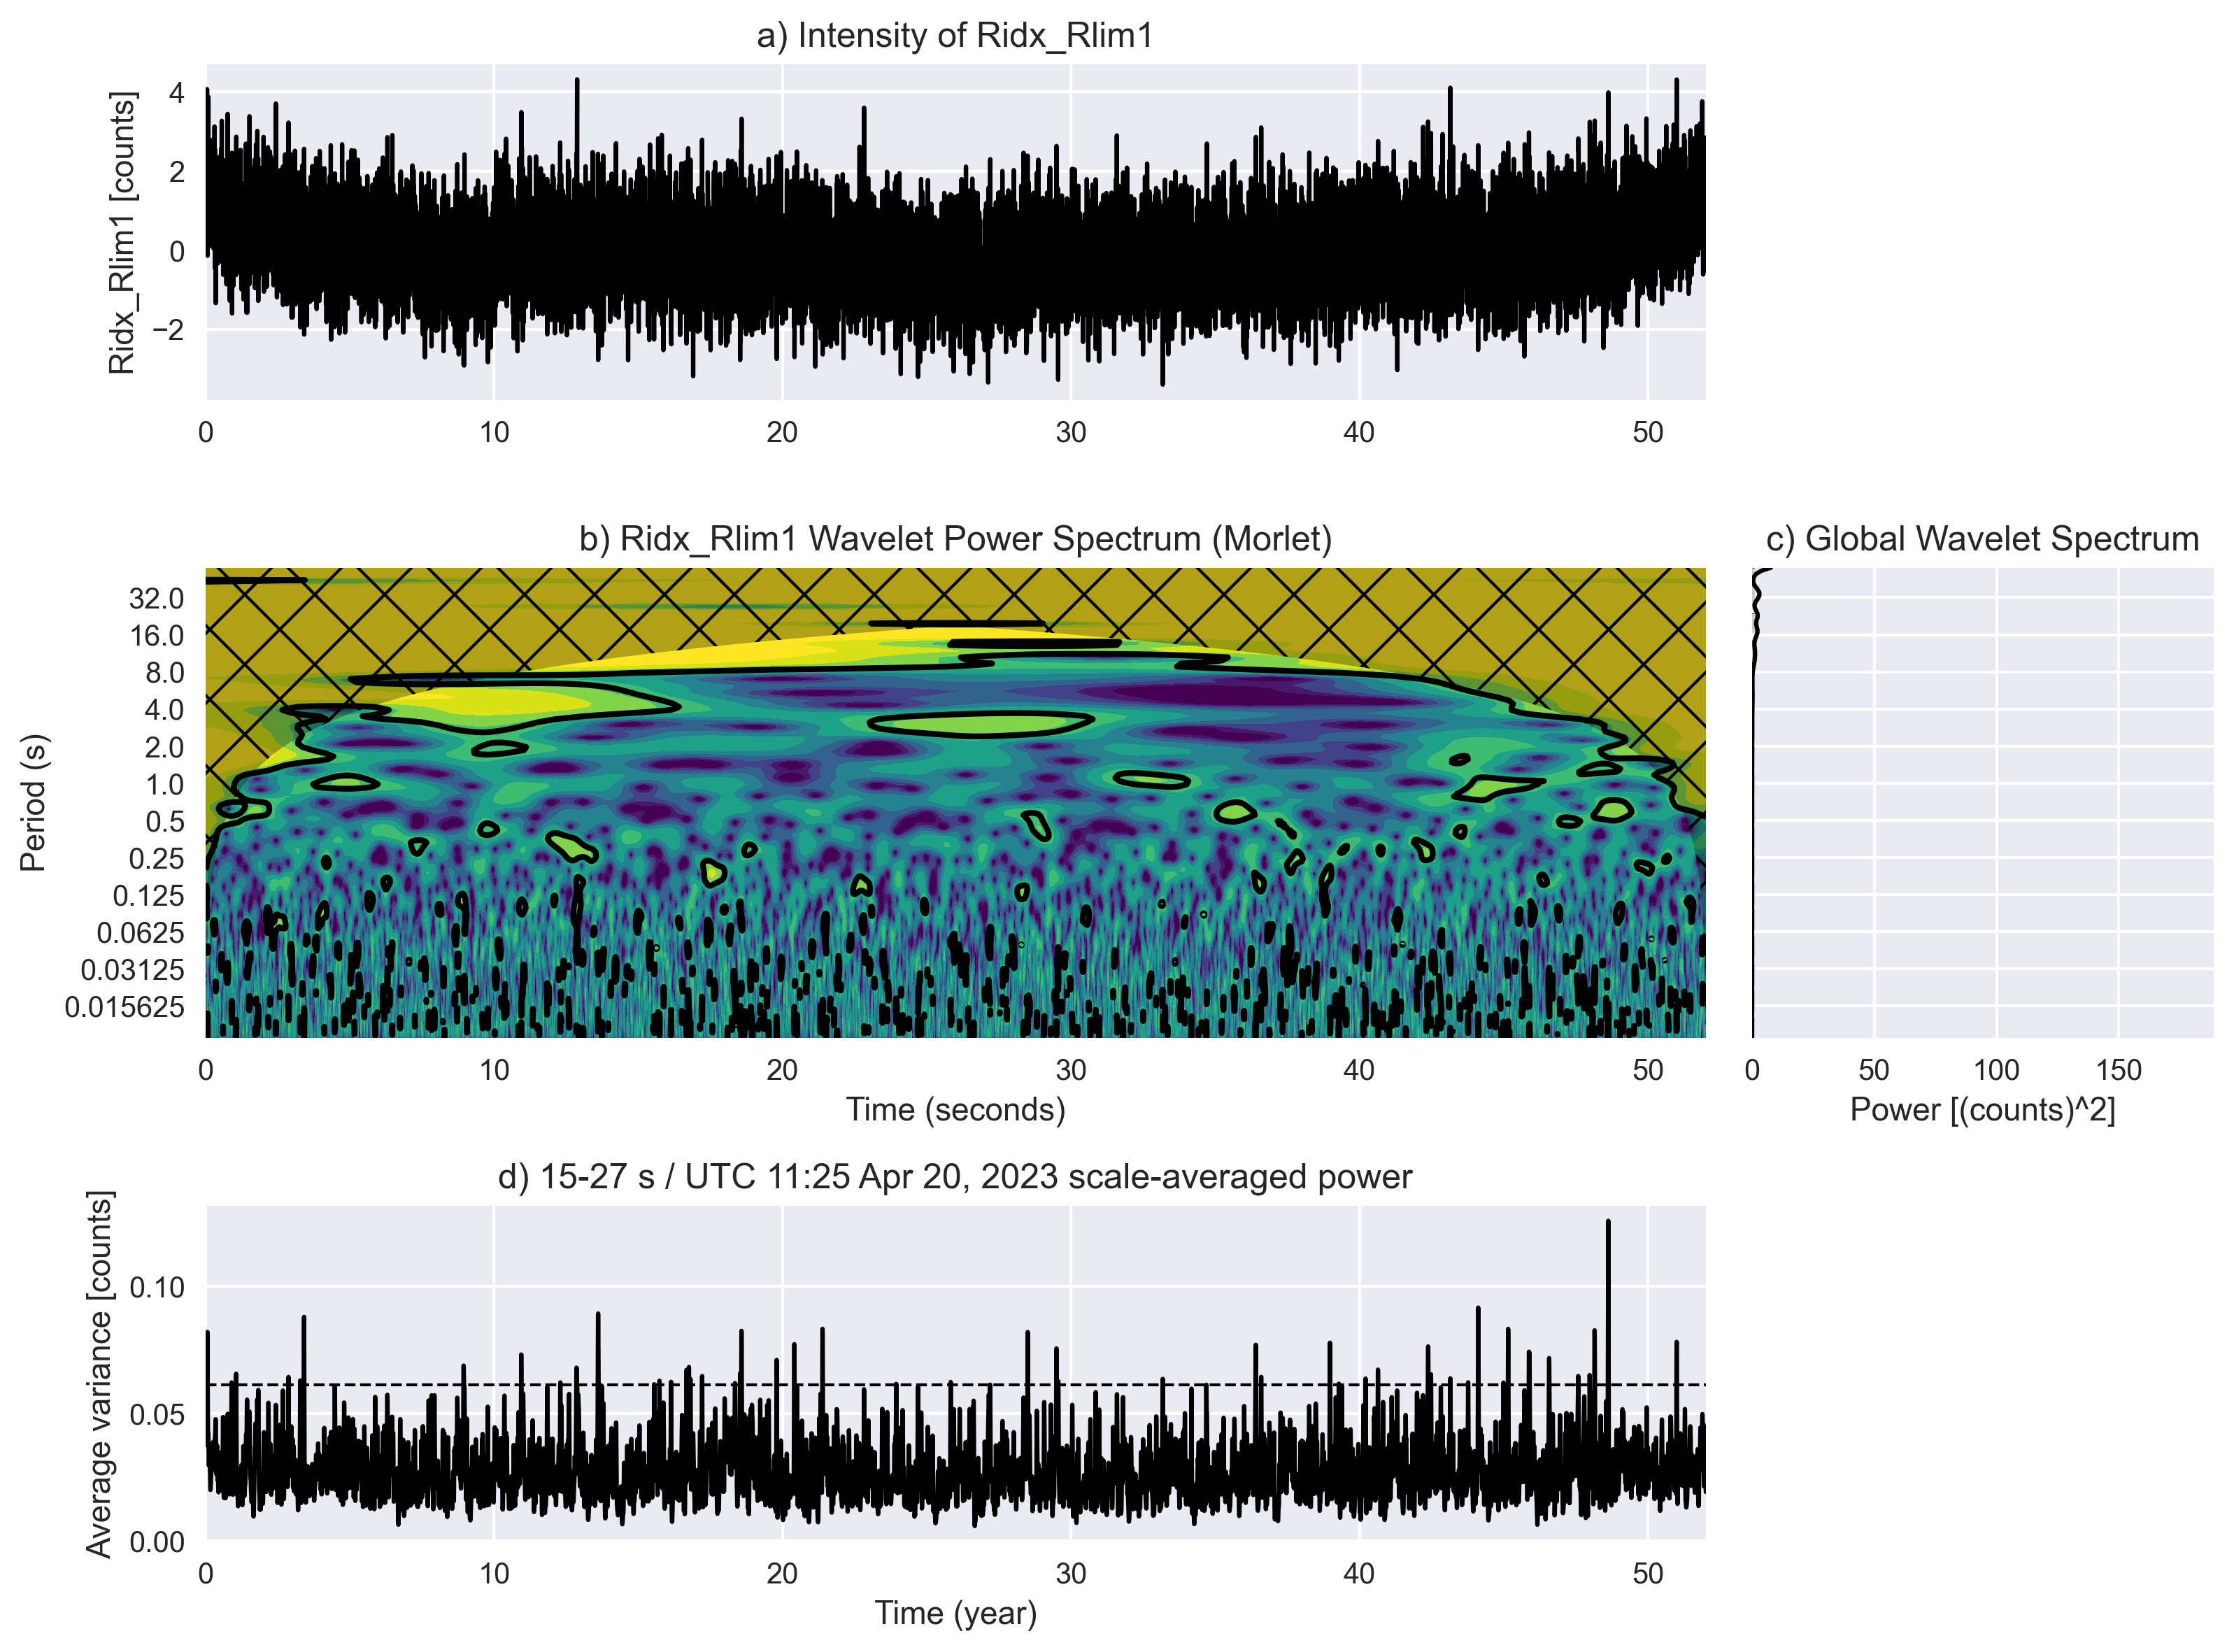 a) Intensity of Ridx_Rlim1
Ridx_Rlim1 [counts]
4
2
0
−2
0 10 20 30 40 50
b) Ridx_Rlim1 Wavelet Power Spectrum (Morlet)
Period (s)
32.0
16.0
8.0
4.0
2.0
1.0
0.5
0.25
0.125
0.0625
0.03125
0.015625
0 10 20 30 40 50
Time (seconds)
c) Global Wavelet Spectrum
0 50 100 150
Power [(counts)^2]
d) 15-27 s / UTC 11:25 Apr 20, 2023 scale-averaged power
Average variance [counts]
0.10
0.05
0.00
0 10 20 30 40 50
Time (year)